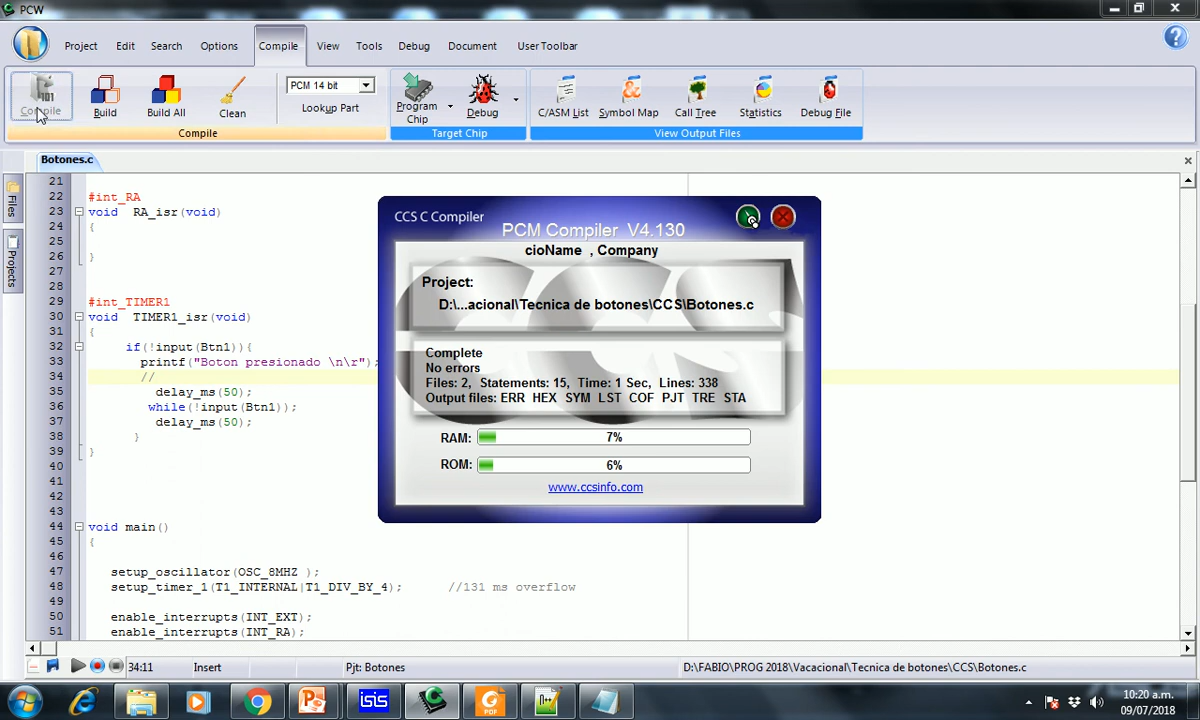 PCW
Project Edit Search Options Compile View Tools Debug Document User Toolbar
Compile Build Build All Clean
PCM 14 bit
Lookup Part
Program Chip
Debug
C/ASM List Symbol Map Call Tree Statistics Debug File
Compile Target Chip View Output Files
Botones.c
Files
Projects
21
22 #int_RA
23 void RA_isr(void)
24 {
25
26 }
27
28
29 #int_TIMER1
30 void TIMER1_isr(void)
31 {
32 if(!input(Btn1)){
33 printf("Boton presionado \n\r");
34 //
35 delay_ms(50);
36 while(!input(Btn1));
37 delay_ms(50);
38 }
39 }
40
41
42
43
44 void main()
45 {
46
47 setup_oscillator(OSC_8MHZ );
48 setup_timer_1(T1_INTERNAL|T1_DIV_BY_4); //131 ms overflow
49
50 enable_interrupts(INT_EXT);
51 enable_interrupts(INT_RA);
CCS C Compiler
PCM Compiler V4.130
cioName , Company
Project:
D:\...acional\Tecnica de botones\CCS\Botones.c
Complete
No errors
Files: 2, Statements: 15, Time: 1 Sec, Lines: 338
Output files: ERR HEX SYM LST COF PJT TRE STA
RAM: 7%
ROM: 6%
www.ccsinfo.com
34:11 Insert Pjt: Botones D:\FABIO\PROG 2018\Vacacional\Tecnica de botones\CCS\Botones.c
isis
10:20 a.m.
09/07/2018